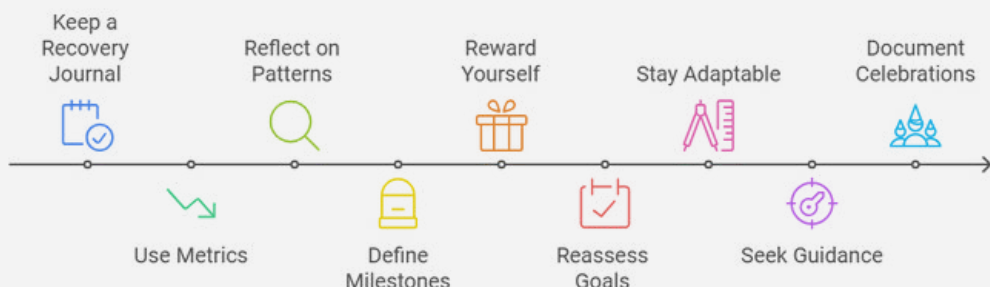 Keep a
Recovery
Journal
Use Metrics
Reflect on
Patterns
Define
Milestones
Reward
Yourself
Reassess
Goals
Stay Adaptable
Seek Guidance
Document
Celebrations